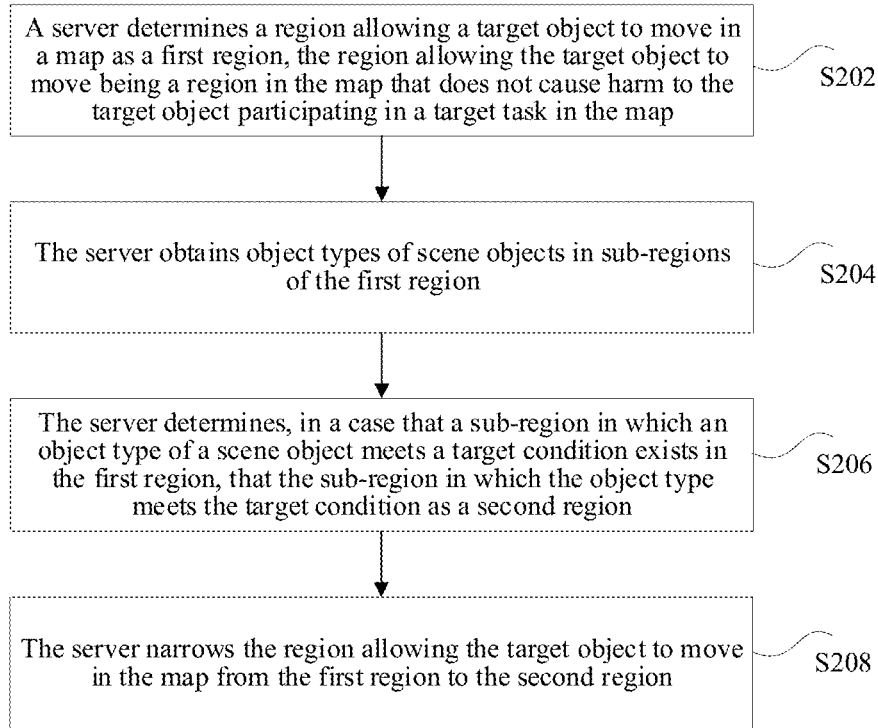 A server determines a region allowing a target object to move in
a map as a first region, the region allowing the target object to
move being a region in the map that does not cause harm to the
target object participating in a target task in the map
S202
The server obtains object types of scene objects in sub-regions
of the first region
S204
The server determines, in a case that a sub-region in which an
object type of a scene object meets a target condition exists in
the first region, that the sub-region in which the object type
meets the target condition as a second region
S206
The server narrows the region allowing the target object to move
in the map from the first region to the second region
S208